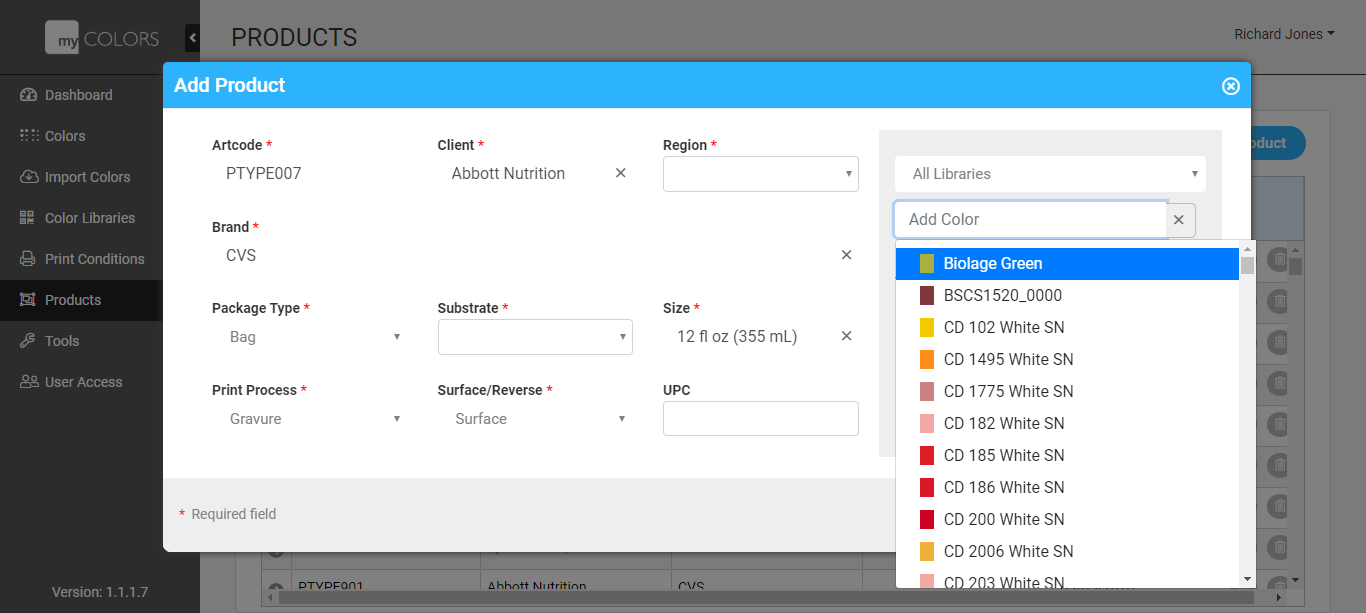 my COLORS
PRODUCTS
Richard Jones
Dashboard
Colors
Import Colors
Color Libraries
Print Conditions
Products
Tools
User Access
Version: 1.1.1.7
Add Product
Artcode *
PTYPE007
Client *
Abbott Nutrition
Region *
Brand *
CVS
Package Type *
Bag
Substrate *
Size *
12 fl oz (355 mL)
Print Process *
Gravure
Surface/Reverse *
Surface
UPC
* Required field
All Libraries
Add Color
Biolage Green
BSCS1520_0000
CD 102 White SN
CD 1495 White SN
CD 1775 White SN
CD 182 White SN
CD 185 White SN
CD 186 White SN
CD 200 White SN
CD 2006 White SN
CD 203 White SN
PTYPE901 Abbott Nutrition CVS